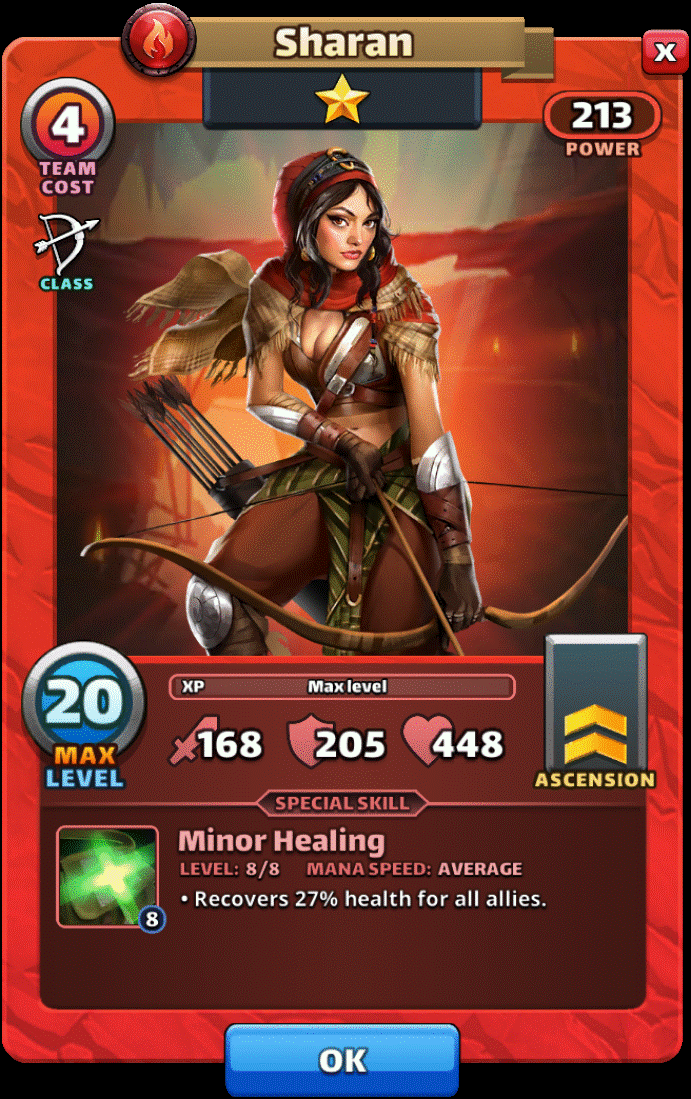 Sharan
X
4
TEAM
COST
213
POWER
CLASS
20
MAX
LEVEL
XP Max level
168 205 448
ASCENSION
SPECIAL SKILL
Minor Healing
LEVEL: 8/8 MANA SPEED: AVERAGE
8
• Recovers 27% health for all allies.
OK